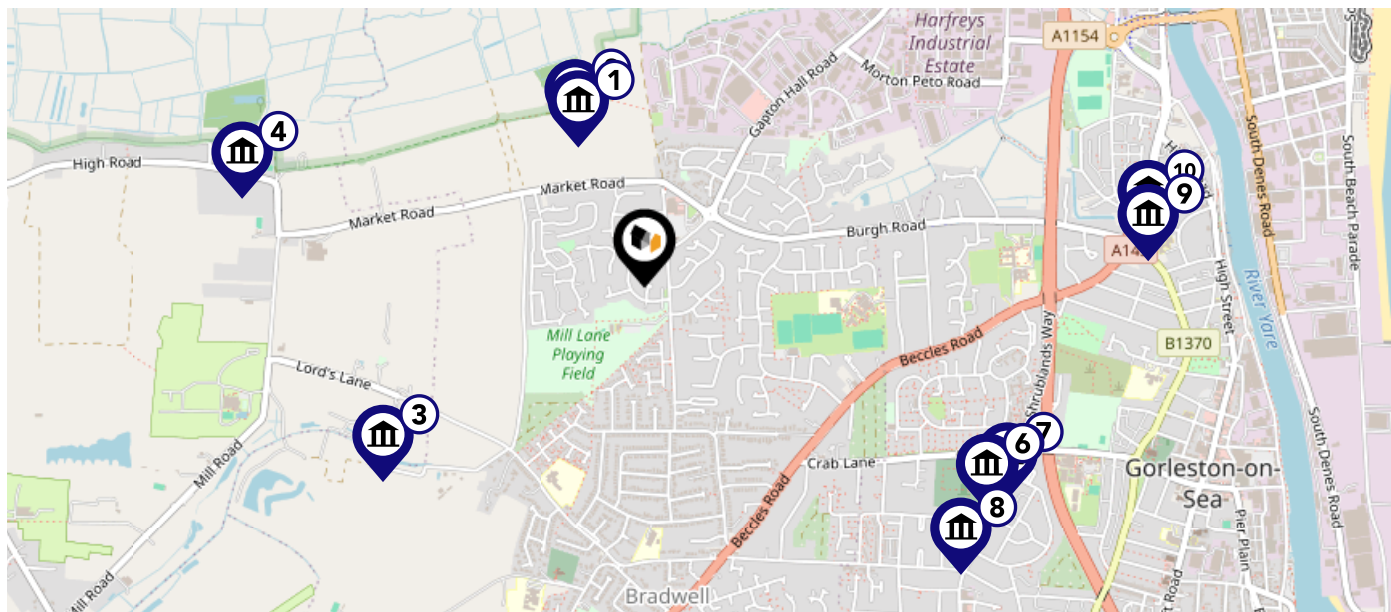 Harfreys
Industrial
Estate
A1154
Morton Peto Road
Gapton Hall Road
1
4
High Road
Market Road
Market Road
South Denes Road
South Beach Parade
10
9
Burgh Road
High Street
River Yare
Mill Lane
Playing
Field
Beccles Road
Shrublands Way
B1370
Lord's Lane
3
7
6
8
Crab Lane
Gorleston-on-
Sea
South Denes Road
Mill Road
Beccles Road
Pier Plain
Mill Road
Bradwell